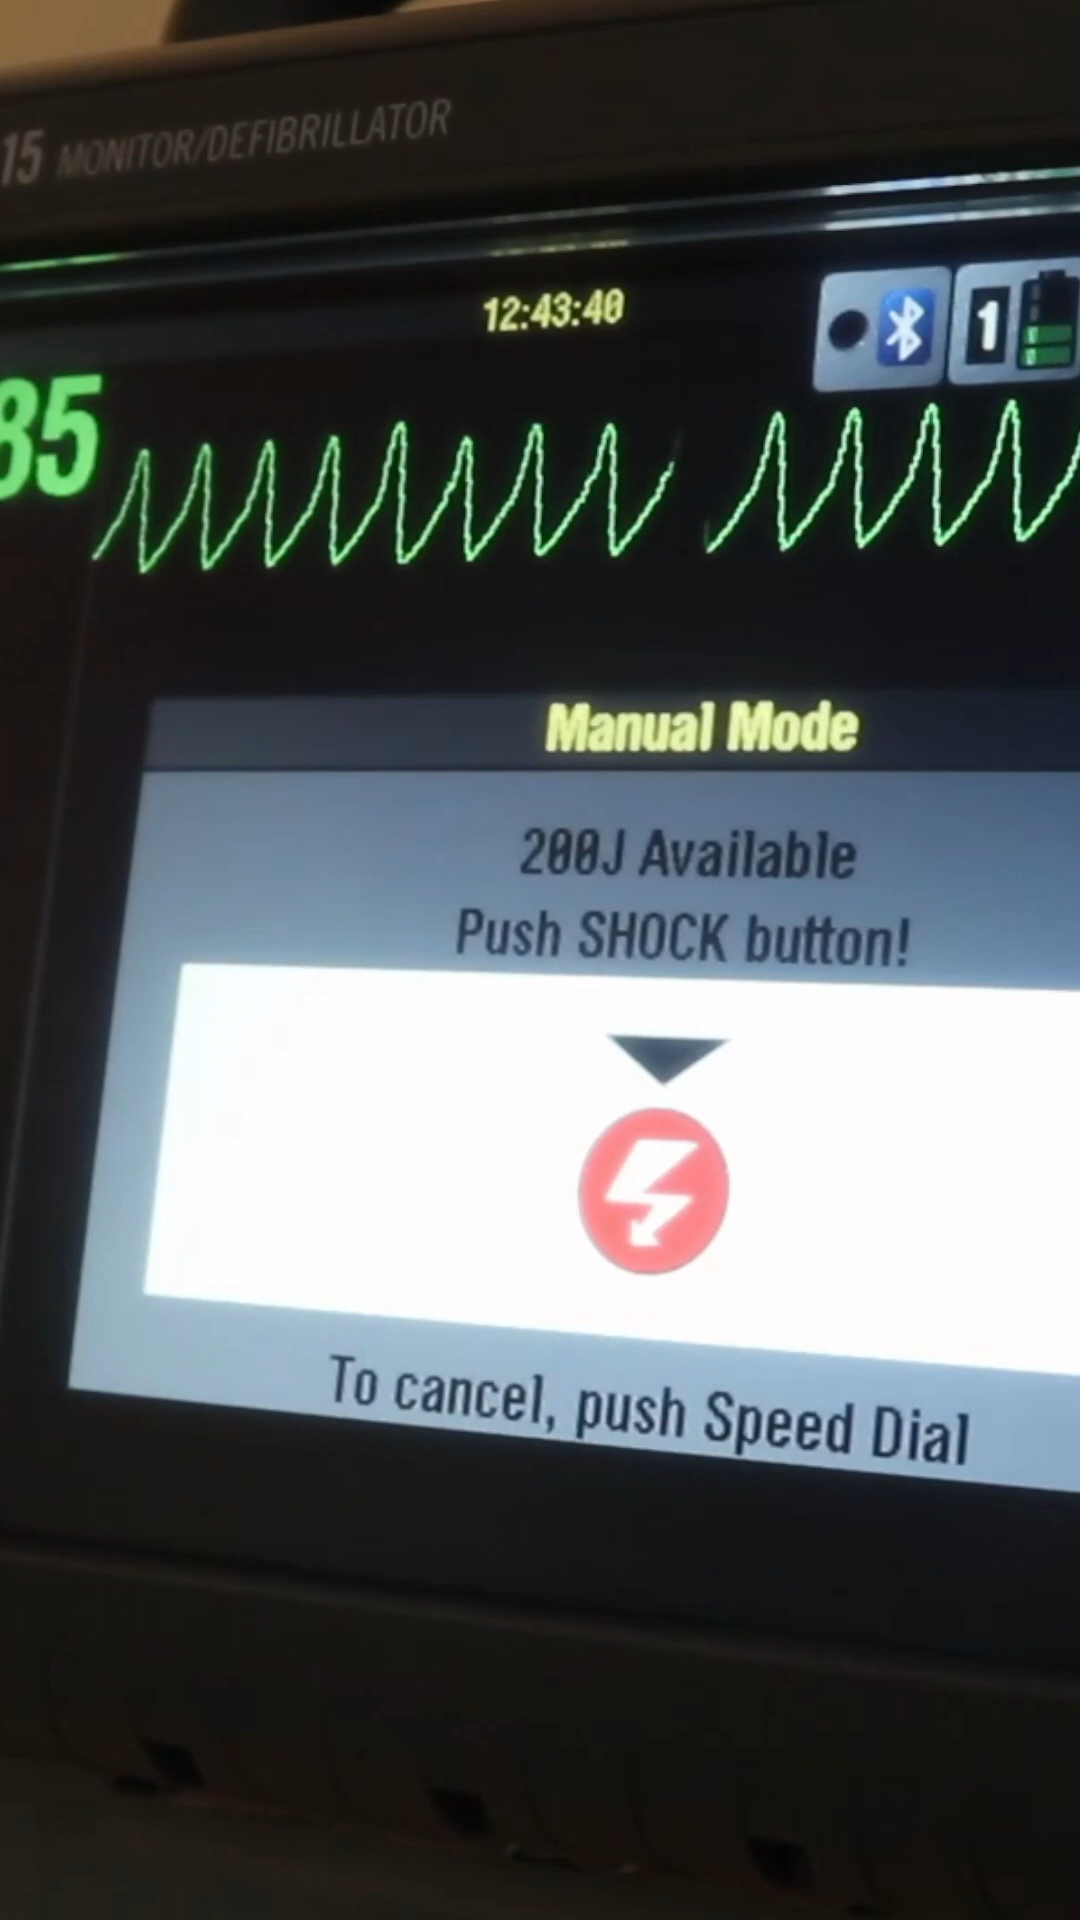 15 MONITOR/DEFIBRILLATOR
12:43:40
1
85
Manual Mode
200J Available
Push SHOCK button!
To cancel, push Speed Dial